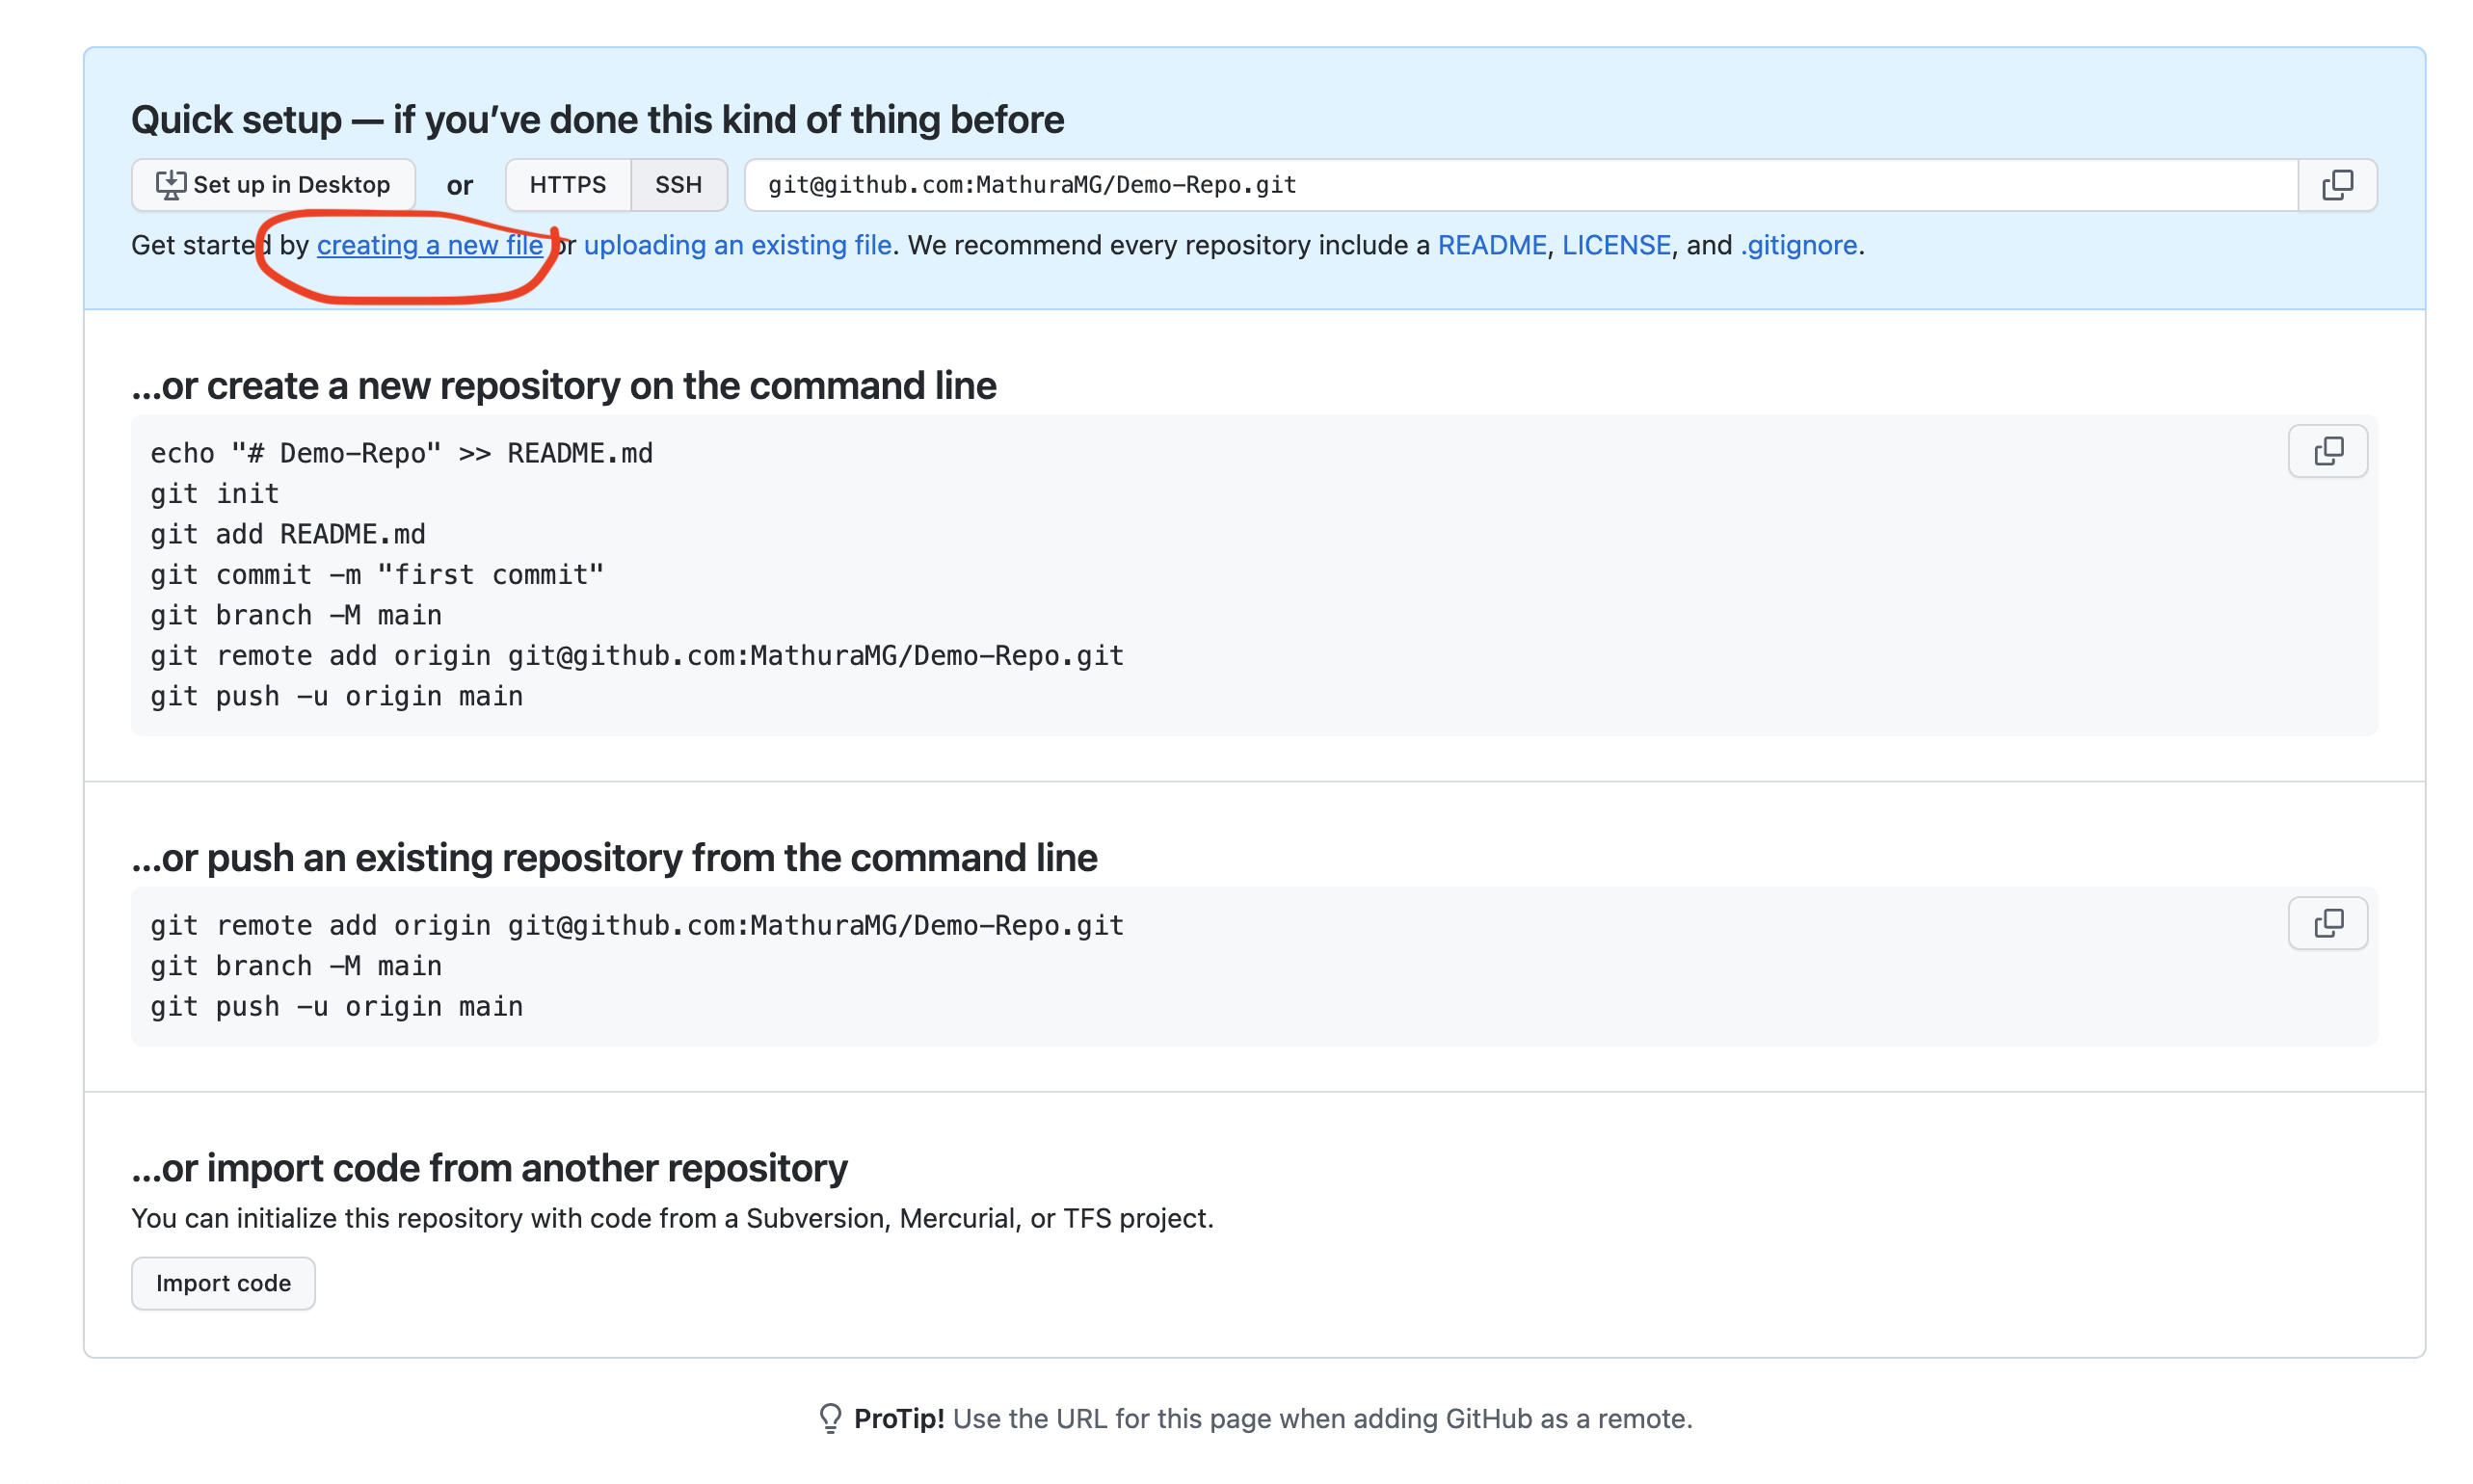 Quick setup — if you’ve done this kind of thing before
Set up in Desktop or HTTPS SSH git@github.com:MathuraMG/Demo-Repo.git
Get started by creating a new file or uploading an existing file. We recommend every repository include a README, LICENSE, and .gitignore.
…or create a new repository on the command line
echo "# Demo-Repo" >> README.md
git init
git add README.md
git commit -m "first commit"
git branch -M main
git remote add origin git@github.com:MathuraMG/Demo-Repo.git
git push -u origin main
…or push an existing repository from the command line
git remote add origin git@github.com:MathuraMG/Demo-Repo.git
git branch -M main
git push -u origin main
…or import code from another repository
You can initialize this repository with code from a Subversion, Mercurial, or TFS project.
Import code
ProTip! Use the URL for this page when adding GitHub as a remote.